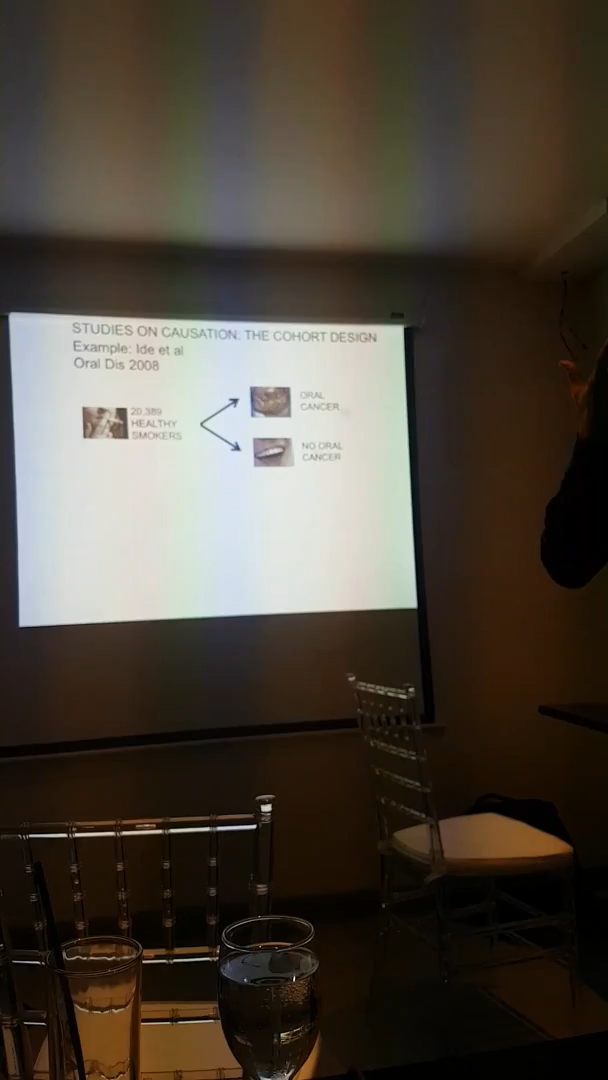 STUDIES ON CAUSATION: THE COHORT DESIGN
Example: Ide et al
Oral Dis 2008
20,389
HEALTHY
SMOKERS
ORAL
CANCER
NO ORAL
CANCER